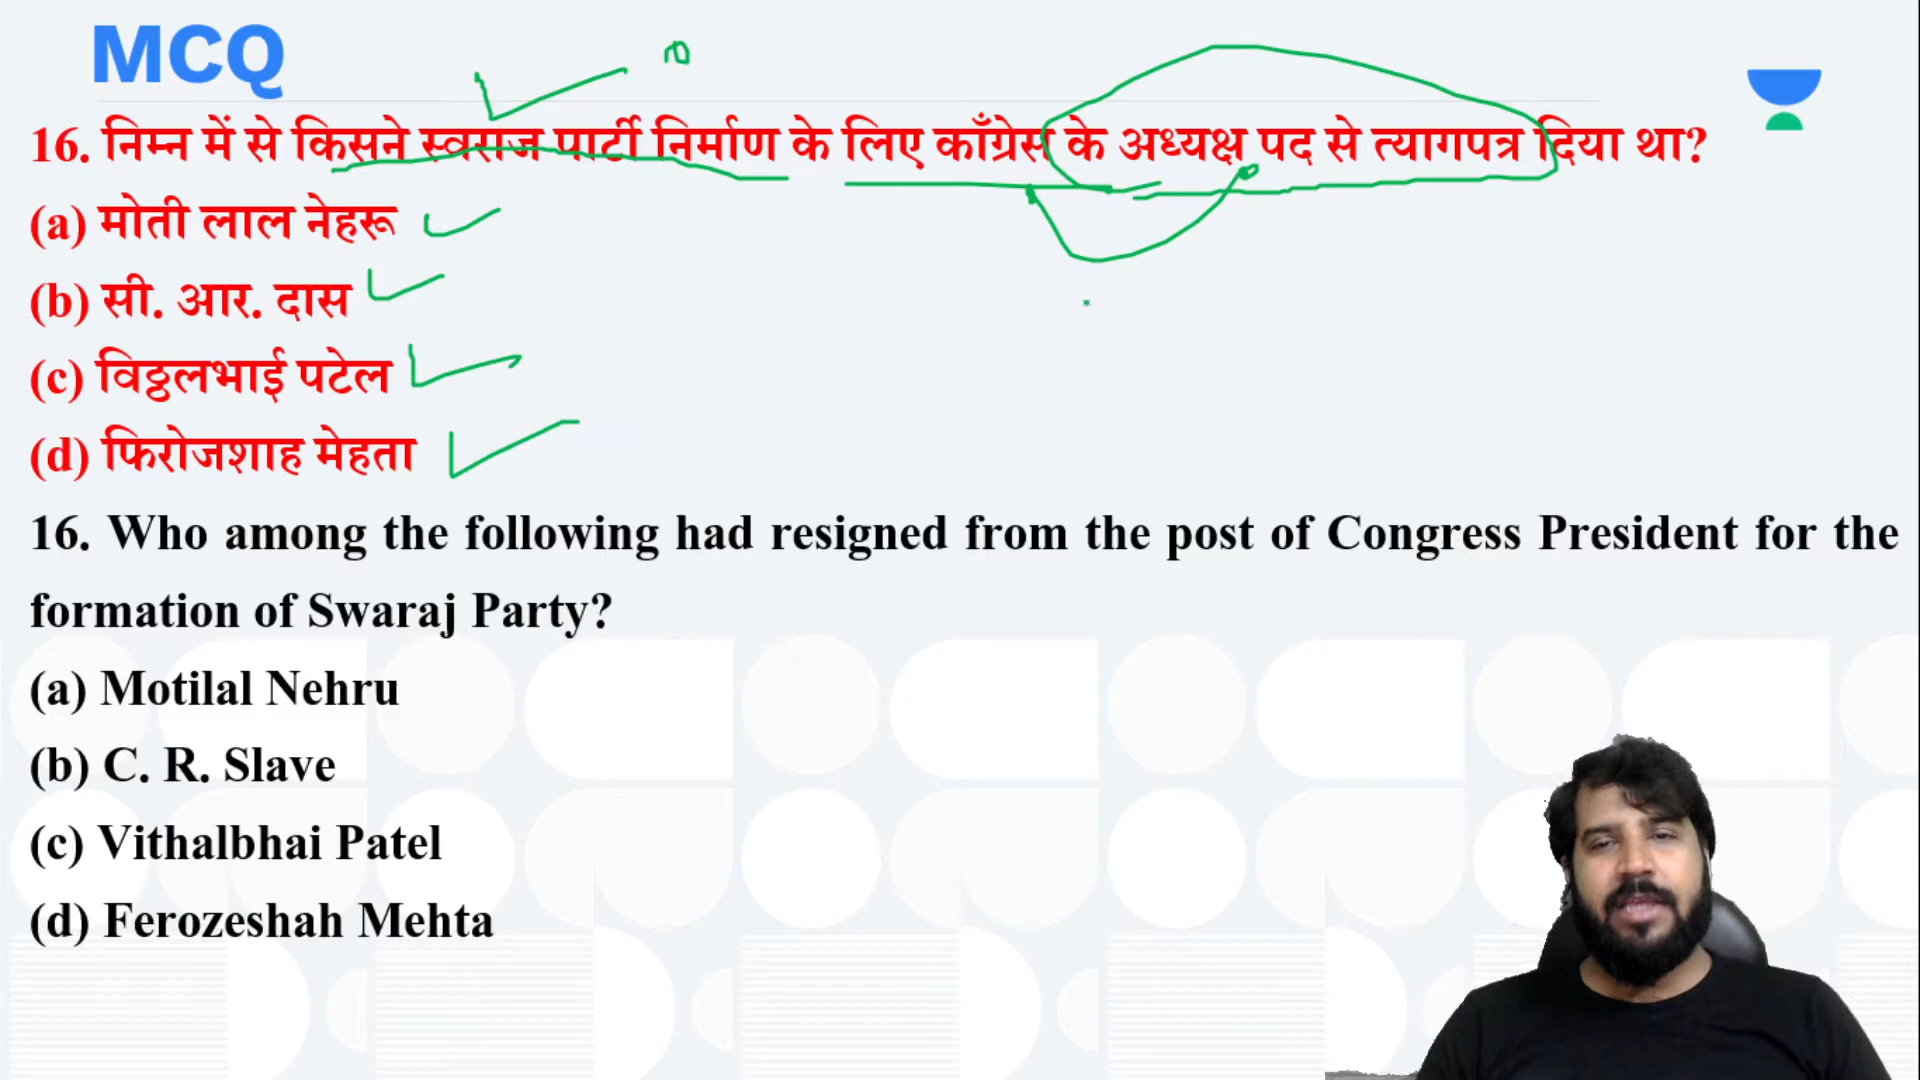 MCQ
16. निम्न में से किसने स्वराज पार्टी निर्माण के लिए काँग्रेस के अध्यक्ष पद से त्यागपत्र दिया था?
(a) मोती लाल नेहरू
(b) सी. आर. दास
(c) विठ्ठलभाई पटेल
(d) फिरोजशाह मेहता
16. Who among the following had resigned from the post of Congress President for the
formation of Swaraj Party?
(a) Motilal Nehru
(b) C. R. Slave
(c) Vithalbhai Patel
(d) Ferozeshah Mehta